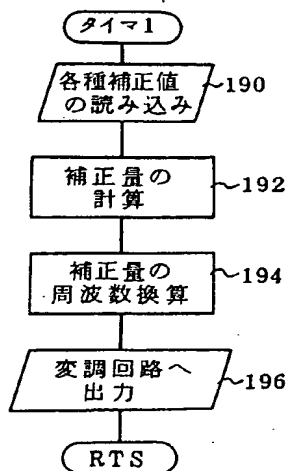 タイマ1
各種補正値
の読み込み
190
補正量の
計算
192
補正量の
周波数換算
194
変調回路へ
出力
196
RTS